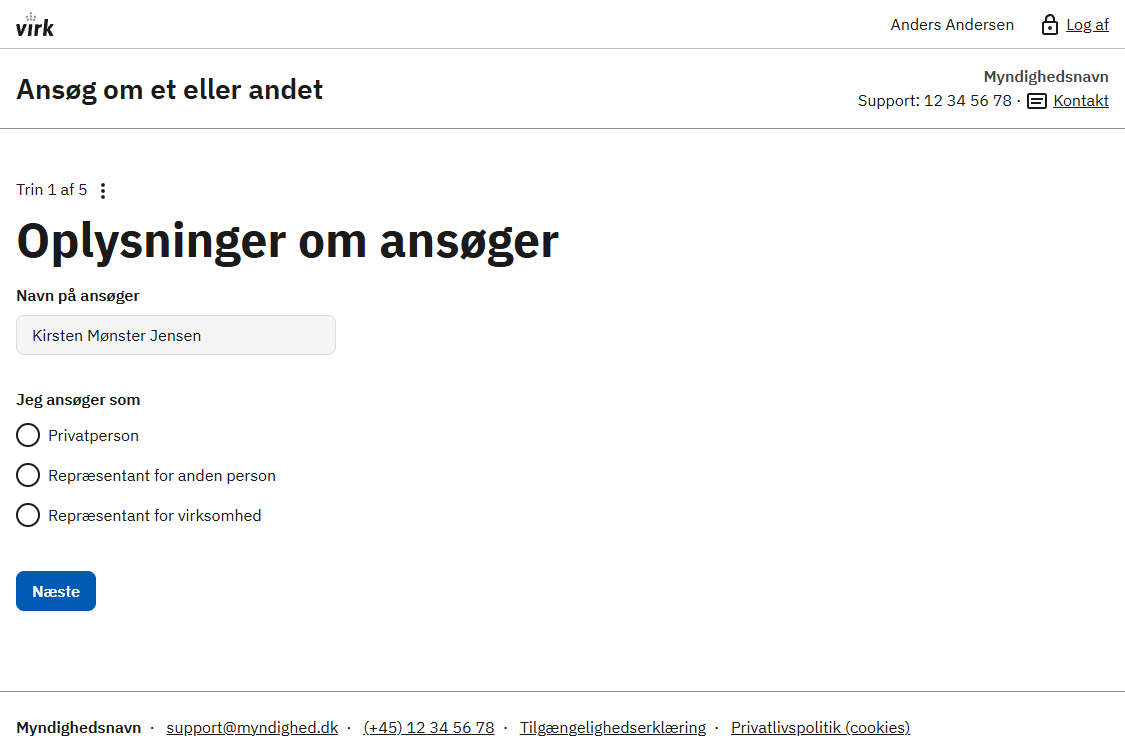 virk
Anders Andersen Log af
Ansøg om et eller andet
Myndighedsnavn
Support: 12 34 56 78 · Kontakt
Trin 1 af 5
Oplysninger om ansøger
Navn på ansøger
Kirsten Mønster Jensen
Jeg ansøger som
Privatperson
Repræsentant for anden person
Repræsentant for virksomhed
Næste
Myndighedsnavn · support@myndighed.dk · (+45) 12 34 56 78 · Tilgængelighedserklæring · Privatlivspolitik (cookies)